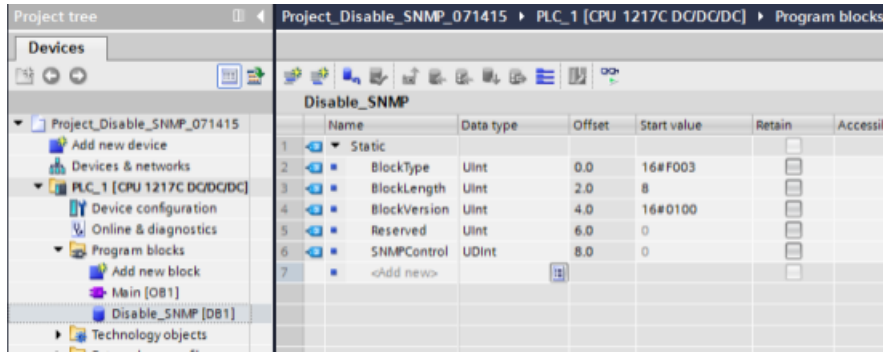 Project tree
Project_Disable_SNMP_071415 ▸ PLC_1 [CPU 1217C DC/DC/DC] ▸ Program blocks
Devices
Disable_SNMP
Name Data type Offset Start value Retain Accessi
1 Static
2 BlockType UInt 0.0 16#F003
3 BlockLength UInt 2.0 8
4 BlockVersion UInt 4.0 16#0100
5 Reserved UInt 6.0 0
6 SNMPControl UDInt 8.0 0
7 <Add new>
Project_Disable_SNMP_071415
Add new device
Devices & networks
PLC_1 [CPU 1217C DC/DC/DC]
Device configuration
Online & diagnostics
Program blocks
Add new block
Main [OB1]
Disable_SNMP [DB1]
Technology objects